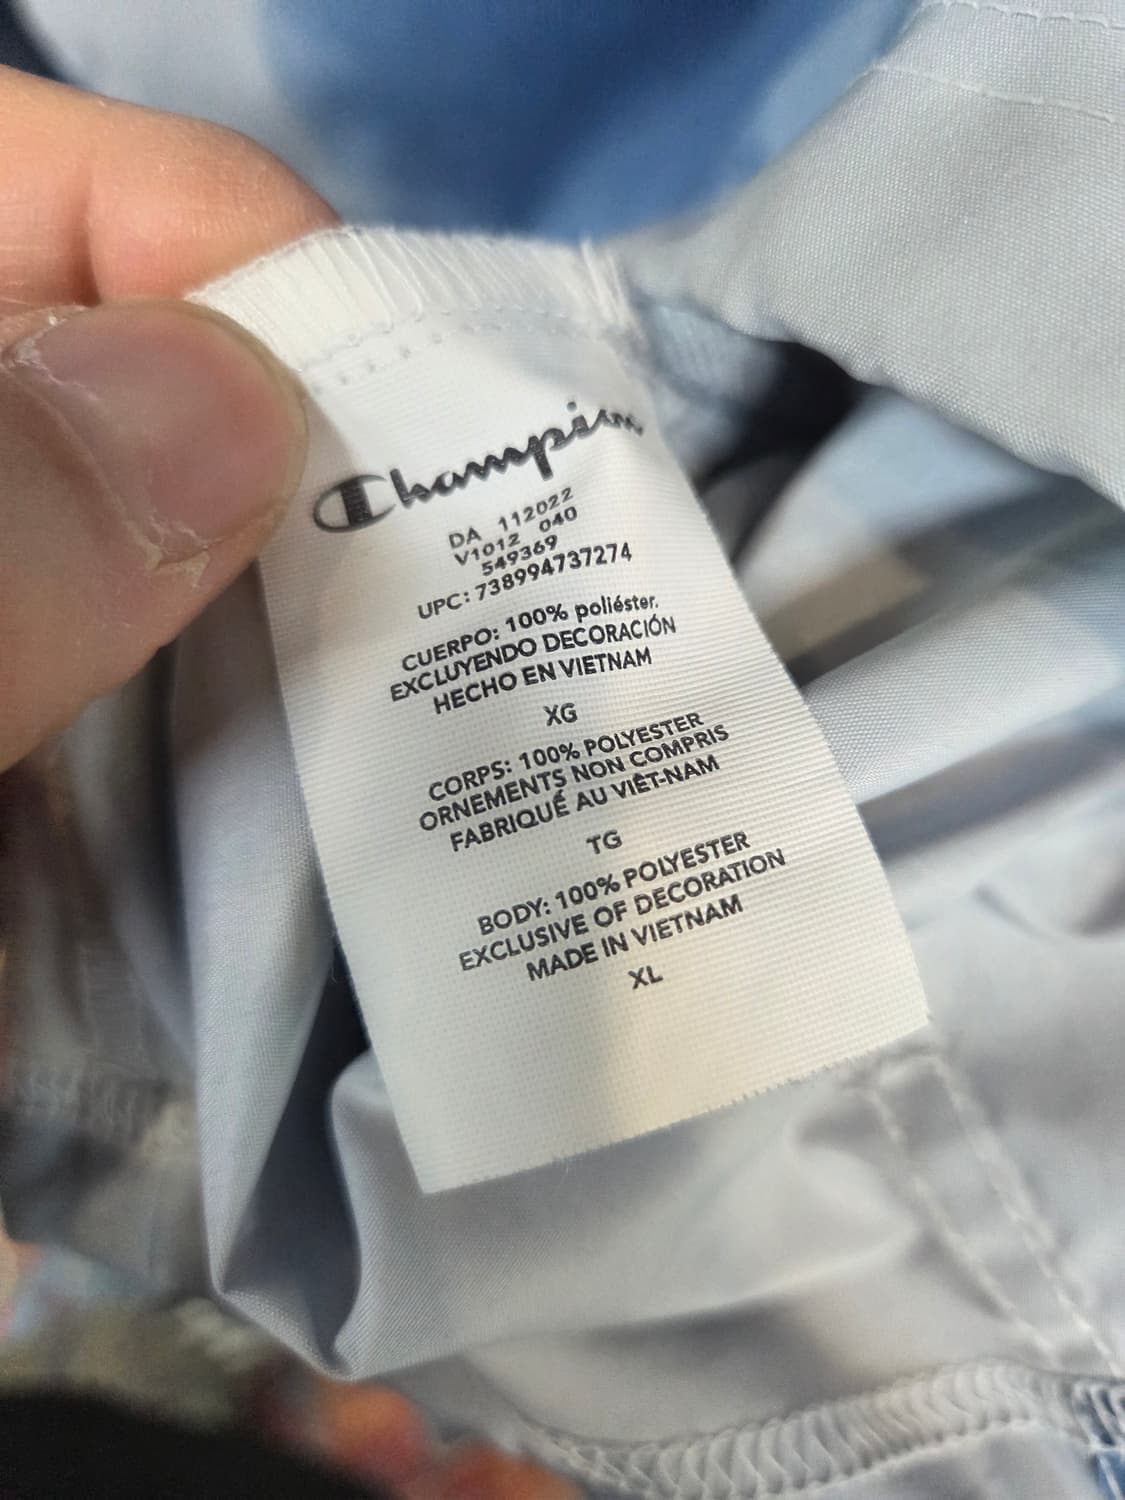 Champion
DA 112022
V1012 040
549369
UPC: 738994737274
CUERPO: 100% poliéster.
EXCLUYENDO DECORACIÓN
HECHO EN VIETNAM
XG
CORPS: 100% POLYESTER
ORNEMENTS NON COMPRIS
FABRIQUÉ AU VIÊT-NAM
TG
BODY: 100% POLYESTER
EXCLUSIVE OF DECORATION
MADE IN VIETNAM
XL